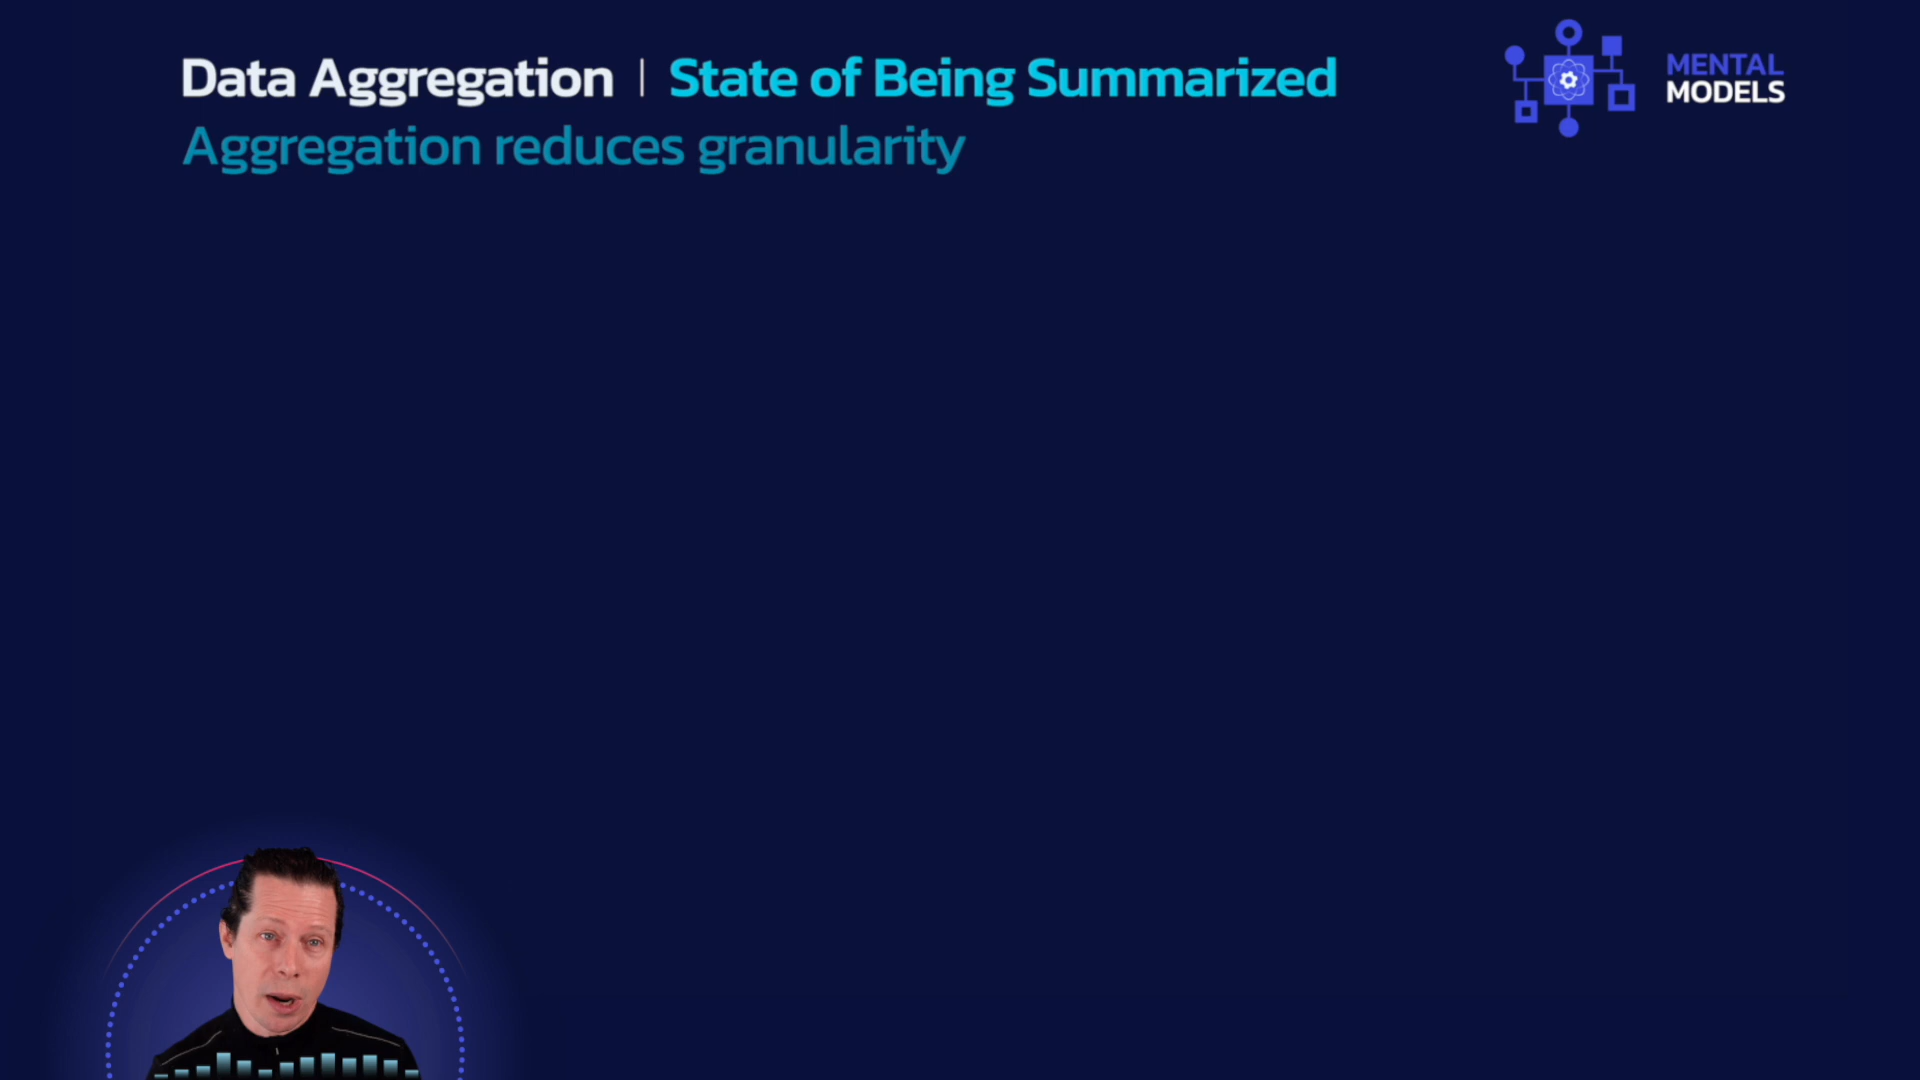 Data Aggregation | State of Being Summarized
Aggregation reduces granularity
MENTAL
MODELS